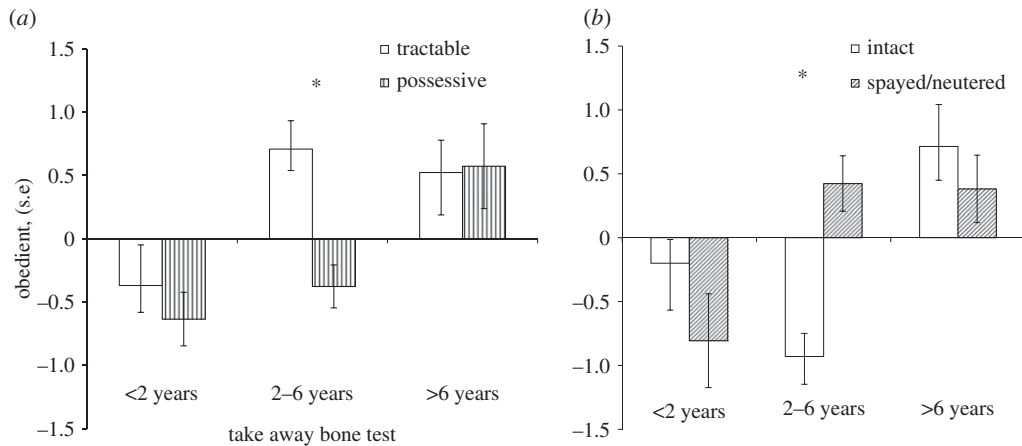 (a)
1.5
1.0
0.5
0
−0.5
−1.0
−1.5
obedient, (s.e)
tractable
possessive
*
<2 years
2–6 years
>6 years
take away bone test
(b)
1.5
1.0
0.5
0
−0.5
−1.0
−1.5
intact
spayed/neutered
*
<2 years
2–6 years
>6 years